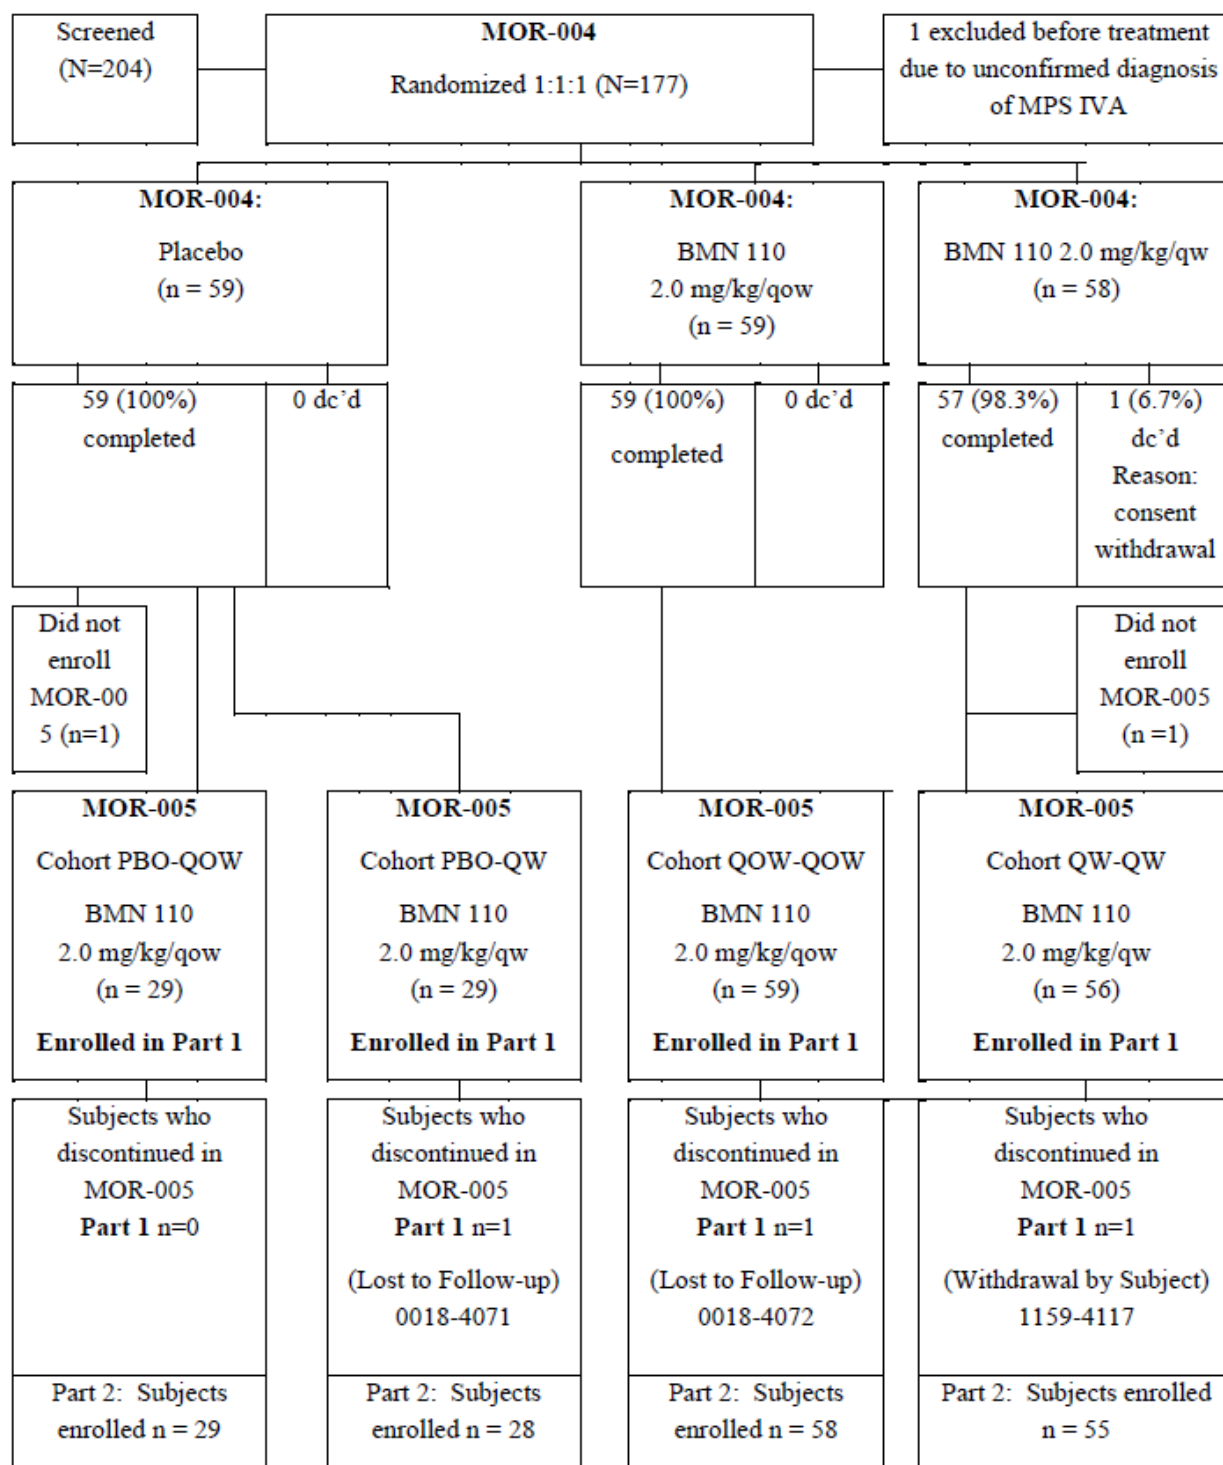 Screened
(N=204)
MOR-004
Randomized 1:1:1 (N=177)
1 excluded before treatment
due to unconfirmed diagnosis
of MPS IVA
MOR-004:
Placebo
(n = 59)
MOR-004:
BMN 110
2.0 mg/kg/qow
(n = 59)
MOR-004:
BMN 110 2.0 mg/kg/qw
(n = 58)
59 (100%)
completed
0 dc’d
59 (100%)
completed
0 dc’d
57 (98.3%)
completed
1 (6.7%)
dc’d
Reason:
consent
withdrawal
Did not
enroll
MOR-00
5 (n=1)
Did not
enroll
MOR-005
(n =1)
MOR-005
Cohort PBO-QOW
BMN 110
2.0 mg/kg/qow
(n = 29)
Enrolled in Part 1
MOR-005
Cohort PBO-QW
BMN 110
2.0 mg/kg/qw
(n = 29)
Enrolled in Part 1
MOR-005
Cohort QOW-QOW
BMN 110
2.0 mg/kg/qow
(n = 59)
Enrolled in Part 1
MOR-005
Cohort QW-QW
BMN 110
2.0 mg/kg/qw
(n = 56)
Enrolled in Part 1
Subjects who
discontinued in
MOR-005
Part 1 n=0
Subjects who
discontinued in
MOR-005
Part 1 n=1
(Lost to Follow-up)
0018-4071
Subjects who
discontinued in
MOR-005
Part 1 n=1
(Lost to Follow-up)
0018-4072
Subjects who
discontinued in
MOR-005
Part 1 n=1
(Withdrawal by Subject)
1159-4117
Part 2: Subjects
enrolled n = 29
Part 2: Subjects
enrolled n = 28
Part 2: Subjects
enrolled n = 58
Part 2: Subjects enrolled
n = 55